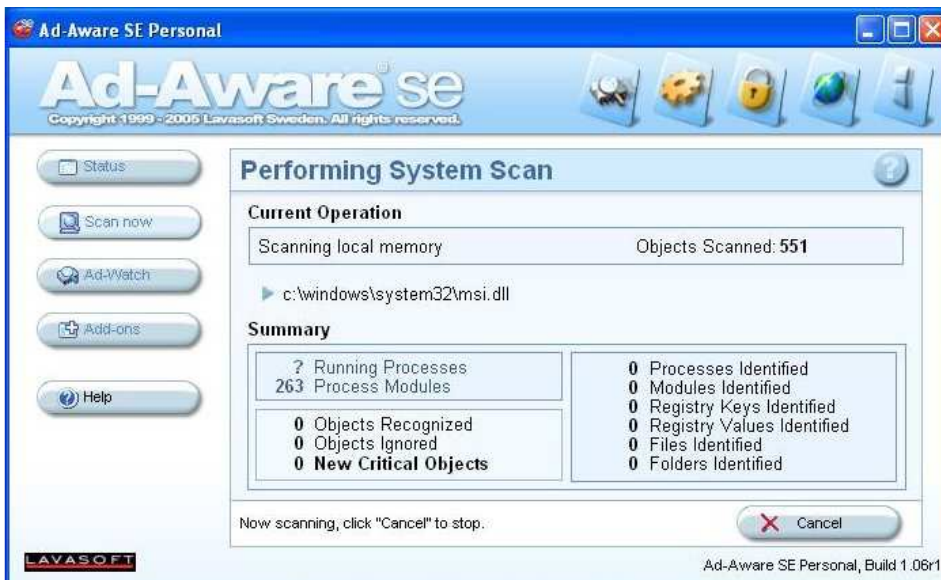 Ad-Aware SE Personal
Ad-Aware SE
Copyright 1999 - 2005 Lavasoft Sweden. All rights reserved.
Status
Scan now
Ad-Watch
Add-ons
Help
Performing System Scan
?
Current Operation
Scanning local memory Objects Scanned: 551
c:\windows\system32\msi.dll
Summary
? Running Processes
263 Process Modules
0 Objects Recognized
0 Objects Ignored
0 New Critical Objects
0 Processes Identified
0 Modules Identified
0 Registry Keys Identified
0 Registry Values Identified
0 Files Identified
0 Folders Identified
Now scanning, click "Cancel" to stop.
Cancel
LAVASOFT
Ad-Aware SE Personal, Build 1.06r1